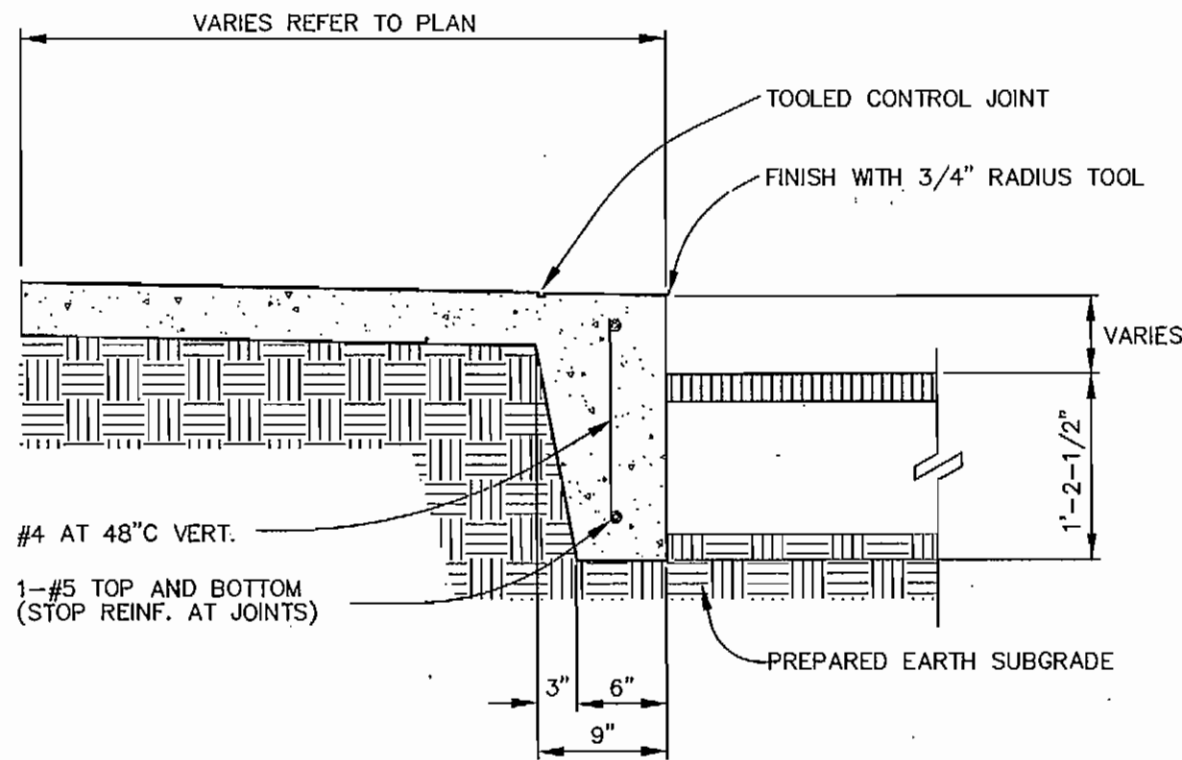 VARIES REFER TO PLAN
TOOLED CONTROL JOINT
FINISH WITH 3/4" RADIUS TOOL
VARIES
1'-2-1/2"
#4 AT 48"C VERT.
1-#5 TOP AND BOTTOM
(STOP REINF. AT JOINTS)
PREPARED EARTH SUBGRADE
3"
6"
9"